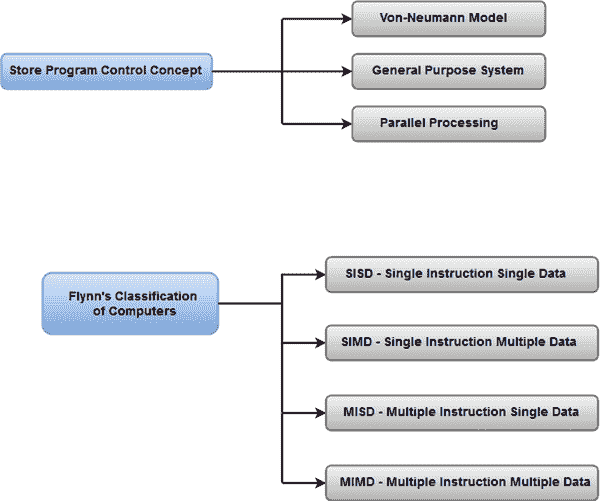 Von-Neumann Model
Store Program Control Concept
General Purpose System
Parallel Processing
SISD - Single Instruction Single Data
Flynn's Classification
of Computers
SIMD - Single Instruction Multiple Data
MISD - Multiple Instruction Single Data
MIMD - Multiple Instruction Multiple Data